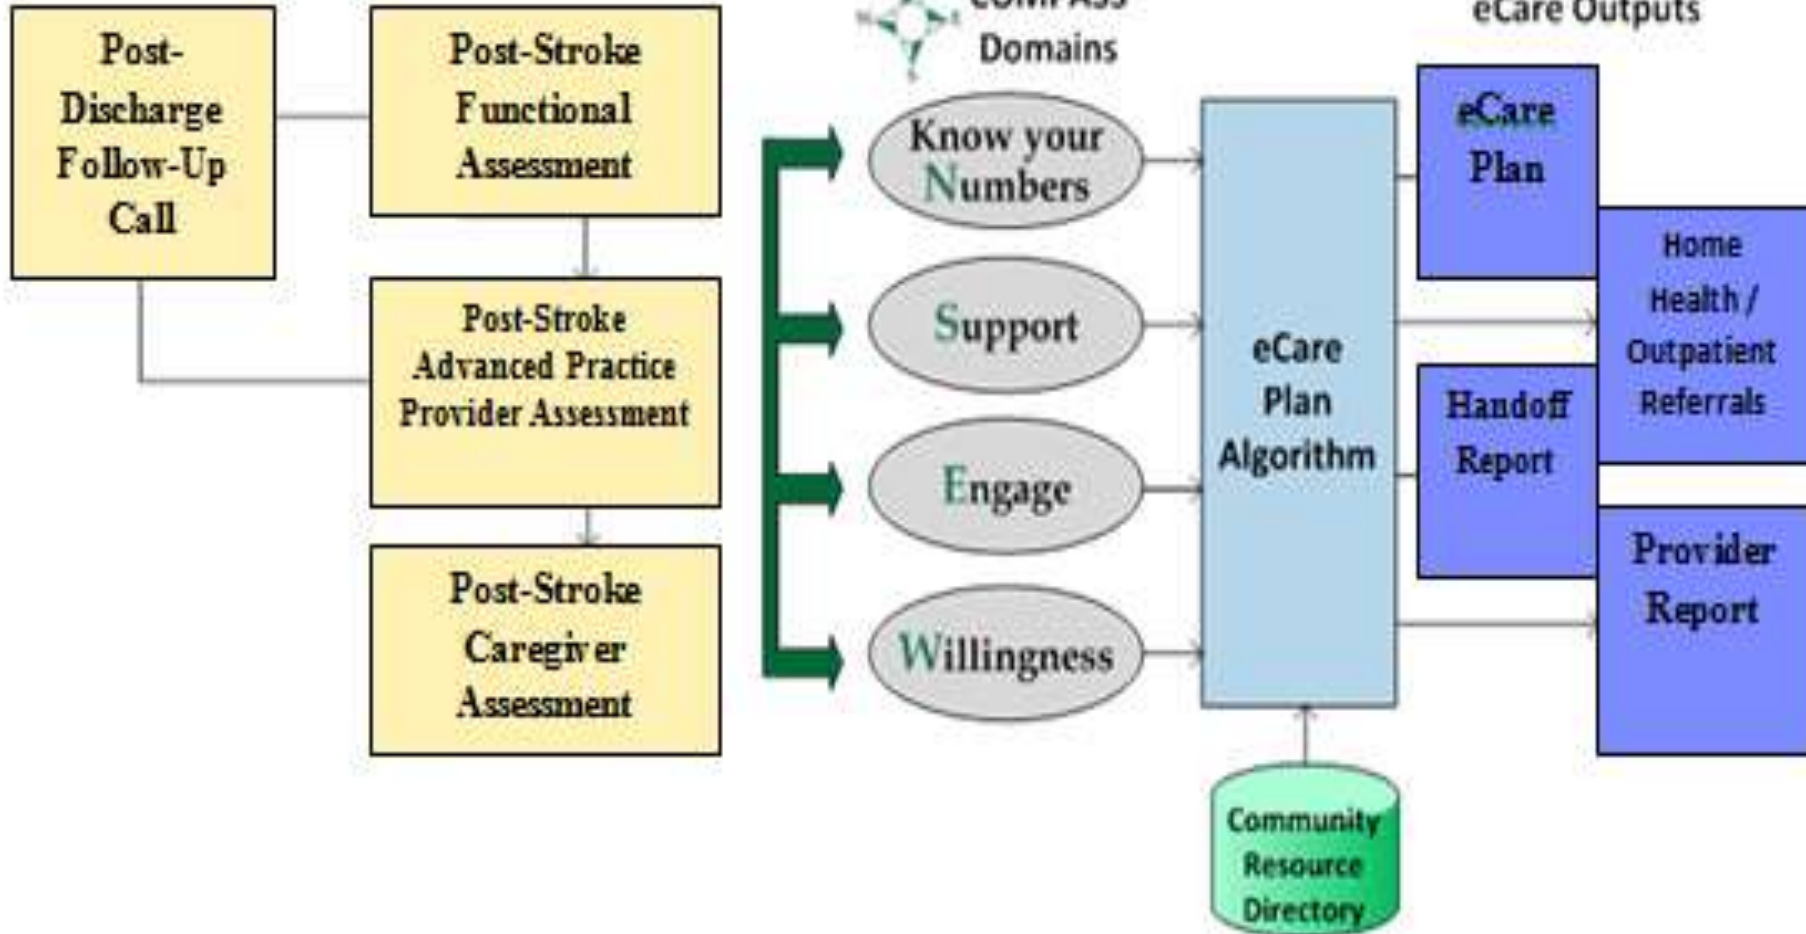 Post-
Discharge
Follow-Up
Call
Post-Stroke
Functional
Assessment
Post-Stroke
Advanced Practice
Provider Assessment
Post-Stroke
Caregiver
Assessment
COMPASS
Domains
Know your
Numbers
Support
Engage
Willingness
eCare
Plan
Algorithm
Community
Resource
Directory
eCare Outputs
eCare
Plan
Home
Health /
Outpatient
Referrals
Handoff
Report
Provider
Report